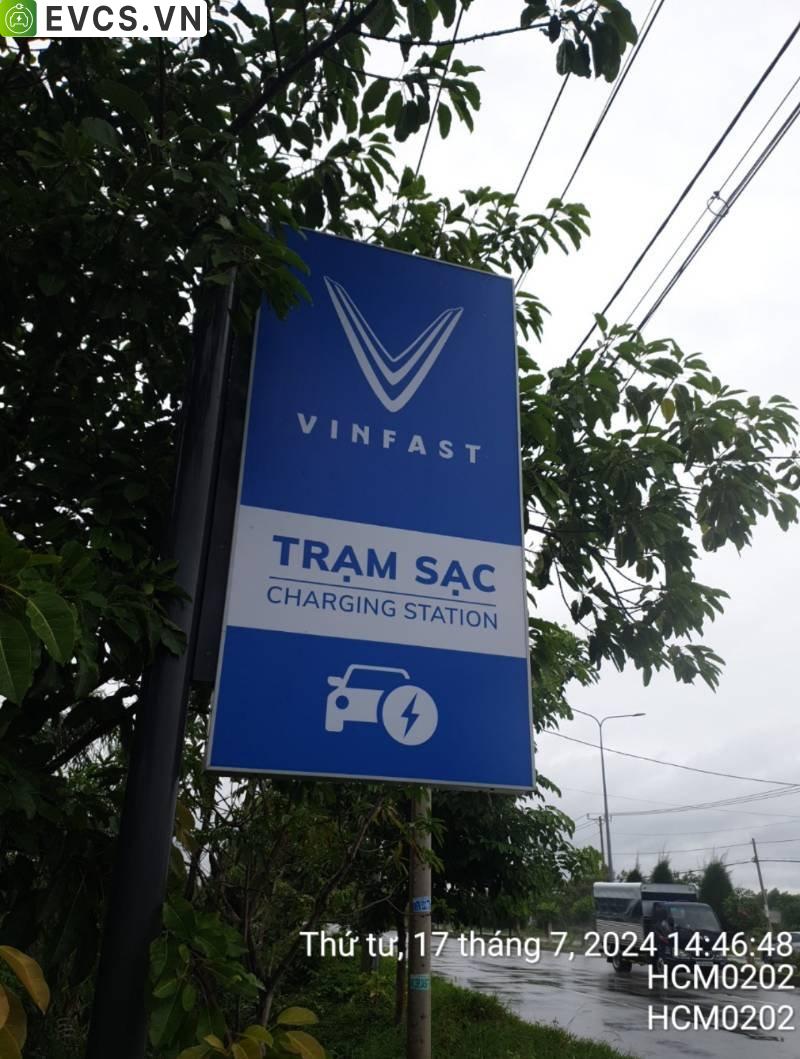 EVCS.VN
VINFAST
TRẠM SẠC
CHARGING STATION
Thứ tư, 17 tháng 7, 2024 14:46:48
HCM0202
HCM0202